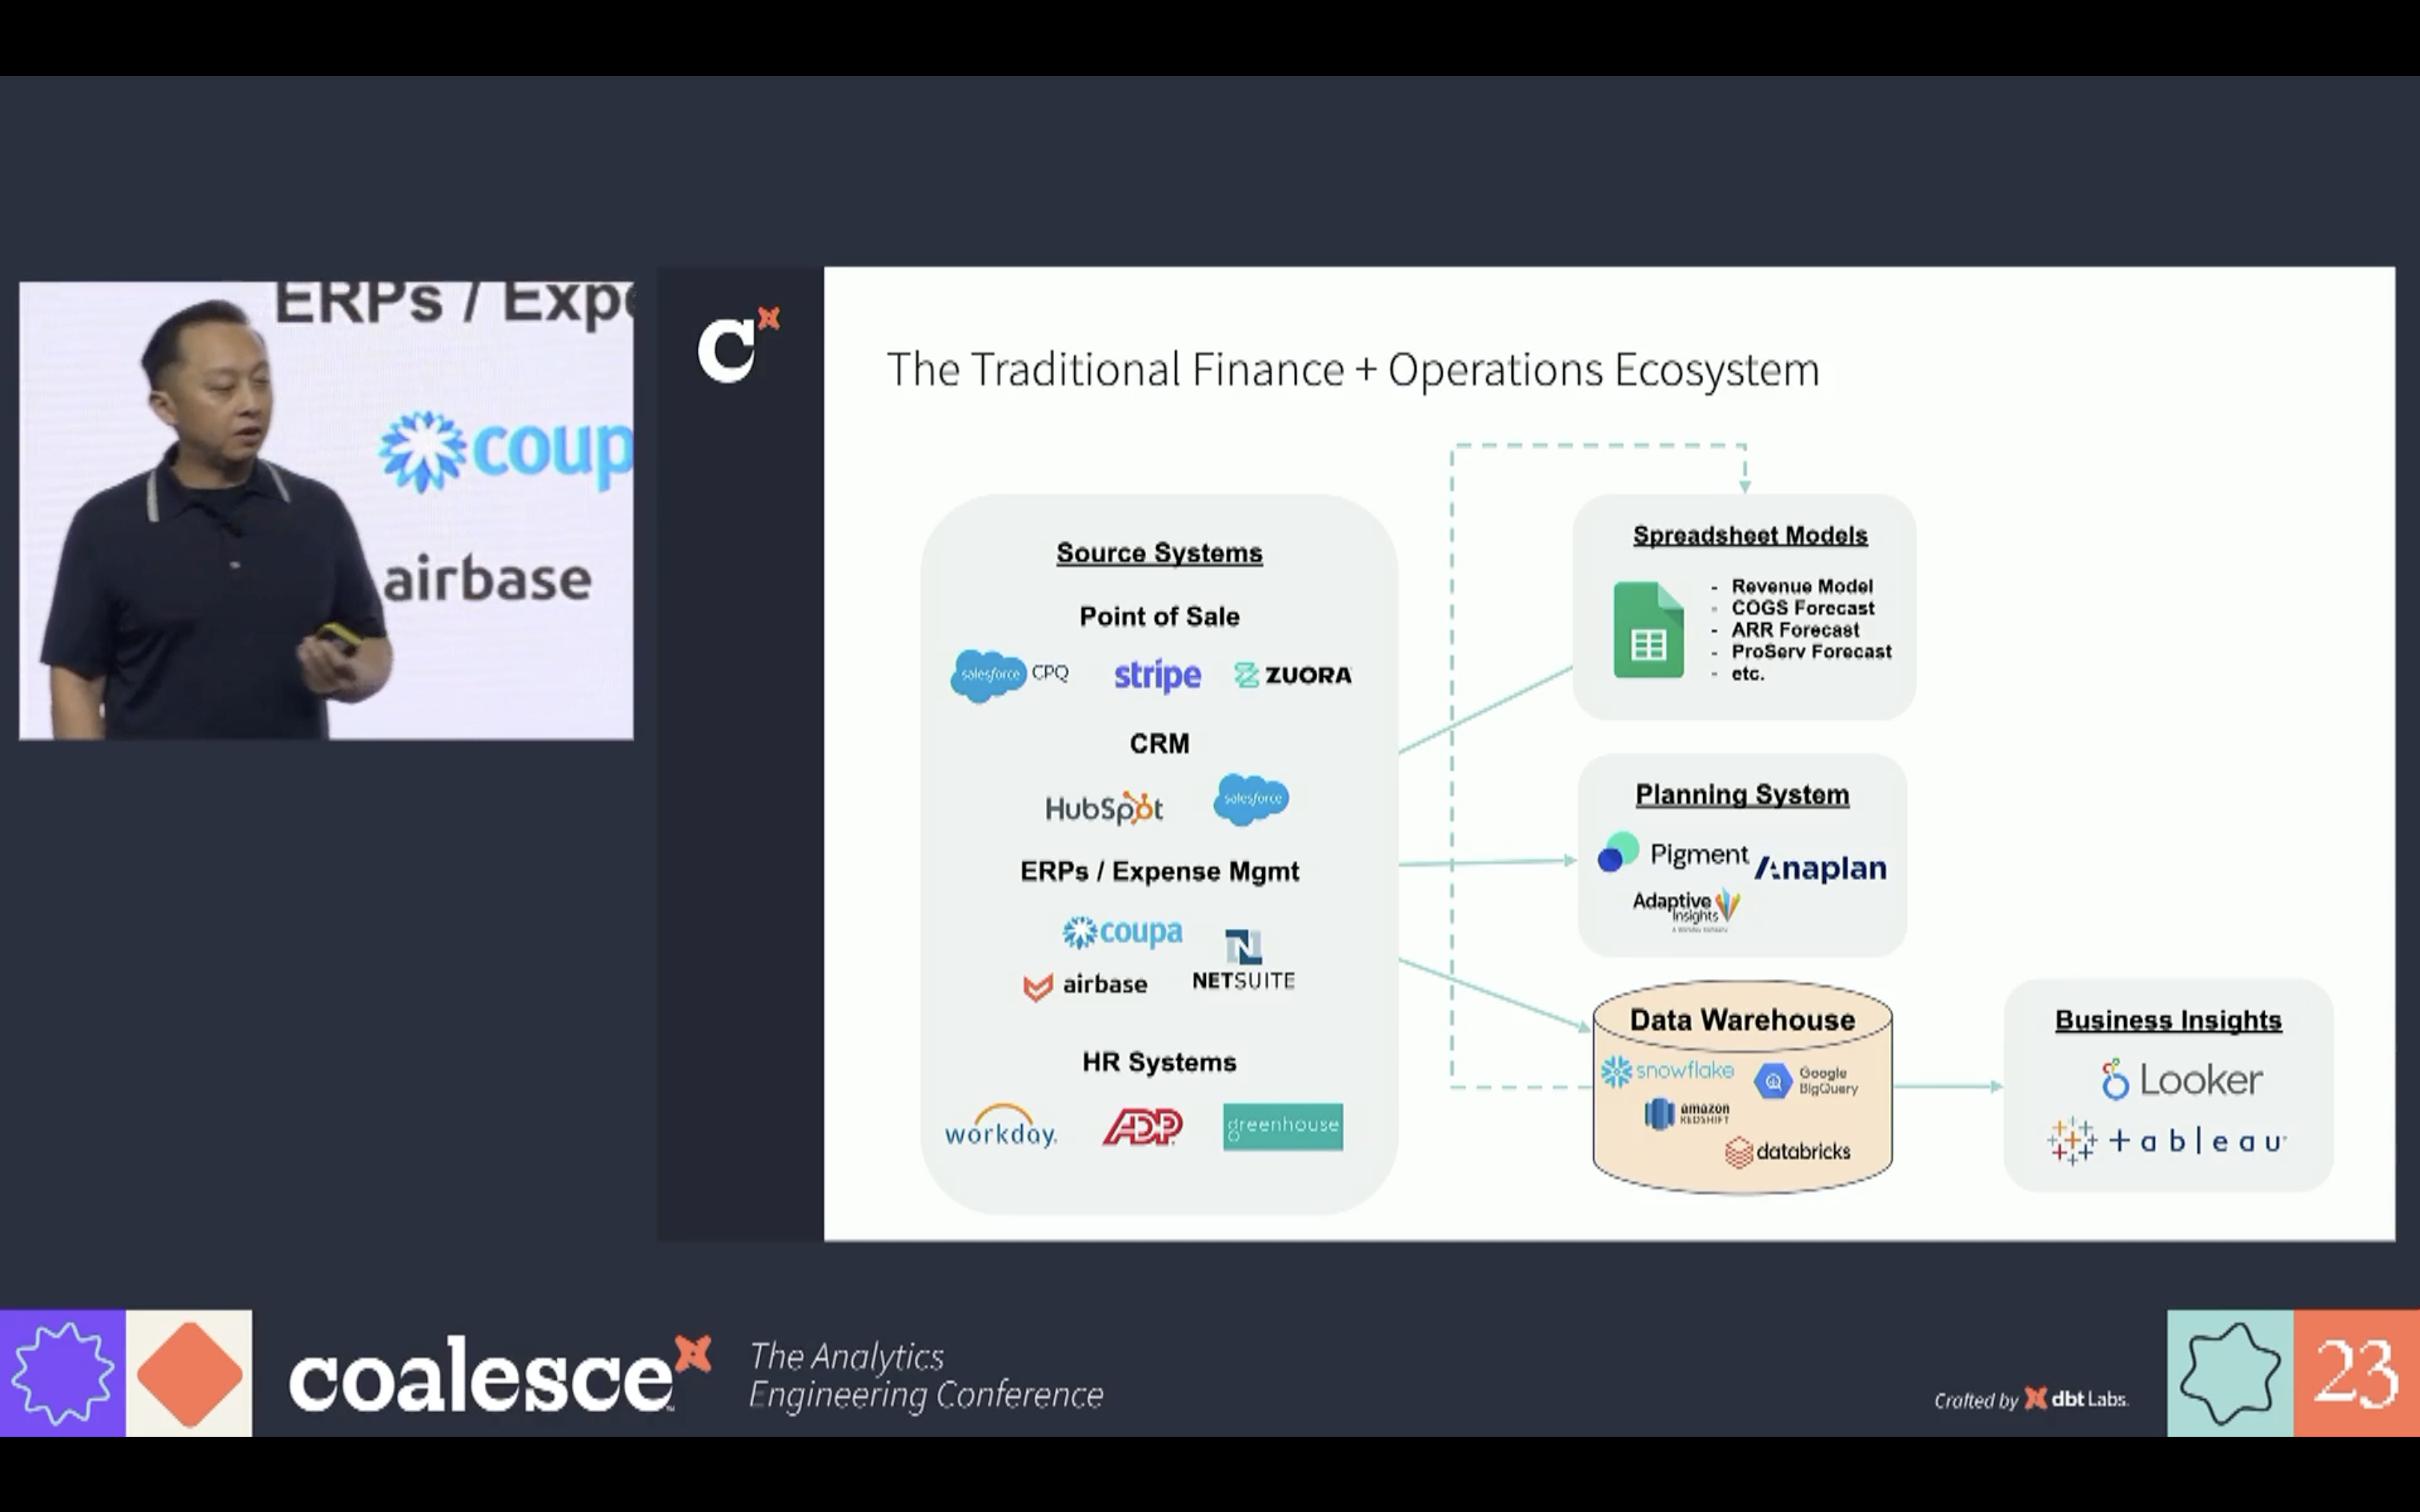 ERPs / Expe
coup
airbase
C
The Traditional Finance + Operations Ecosystem
Source Systems
Point of Sale
salesforce CPQ
stripe
ZUORA
CRM
HubSpot
salesforce
ERPs / Expense Mgmt
coupa
airbase
N
NETSUITE
HR Systems
workday.
ADP
greenhouse
Spreadsheet Models
- Revenue Model
- COGS Forecast
- ARR Forecast
- ProServ Forecast
- etc.
Planning System
Pigment
Anaplan
Adaptive
Insights
Data Warehouse
snowflake
Google
BigQuery
amazon
REDSHIFT
databricks
Business Insights
Looker
+ableau
coalesce
The Analytics
Engineering Conference
Crafted by dbt Labs.
23